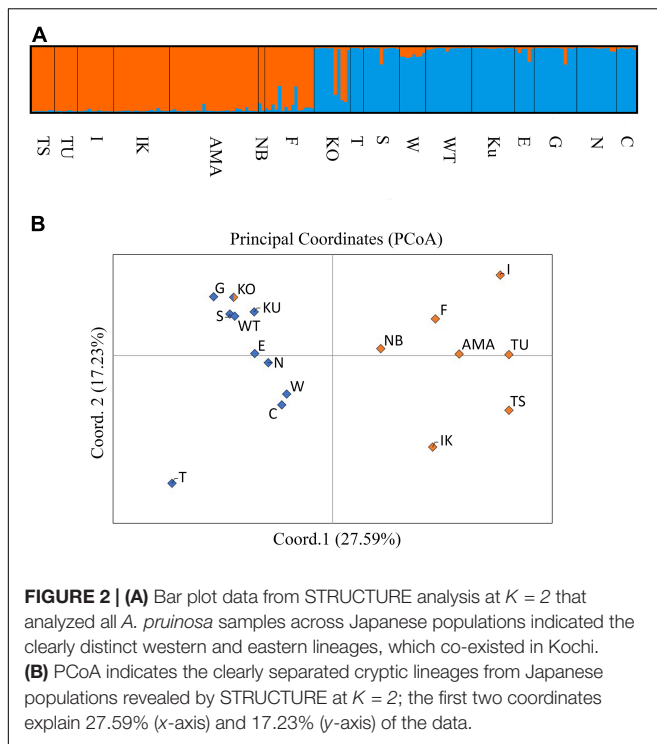 A
TS TU I IK AMA NB F KO T S W WT Ku E G N C
B
Principal Coordinates (PCoA)
I
G KO
KU
F
S WT
NB
E
AMA TU
N
W
TS
C
IK
T
Coord. 2 (17.23%)
Coord.1 (27.59%)
FIGURE 2 | (A) Bar plot data from STRUCTURE analysis at K = 2 that
analyzed all A. pruinosa samples across Japanese populations indicated the
clearly distinct western and eastern lineages, which co-existed in Kochi.
(B) PCoA indicates the clearly separated cryptic lineages from Japanese
populations revealed by STRUCTURE at K = 2; the first two coordinates
explain 27.59% (x-axis) and 17.23% (y-axis) of the data.